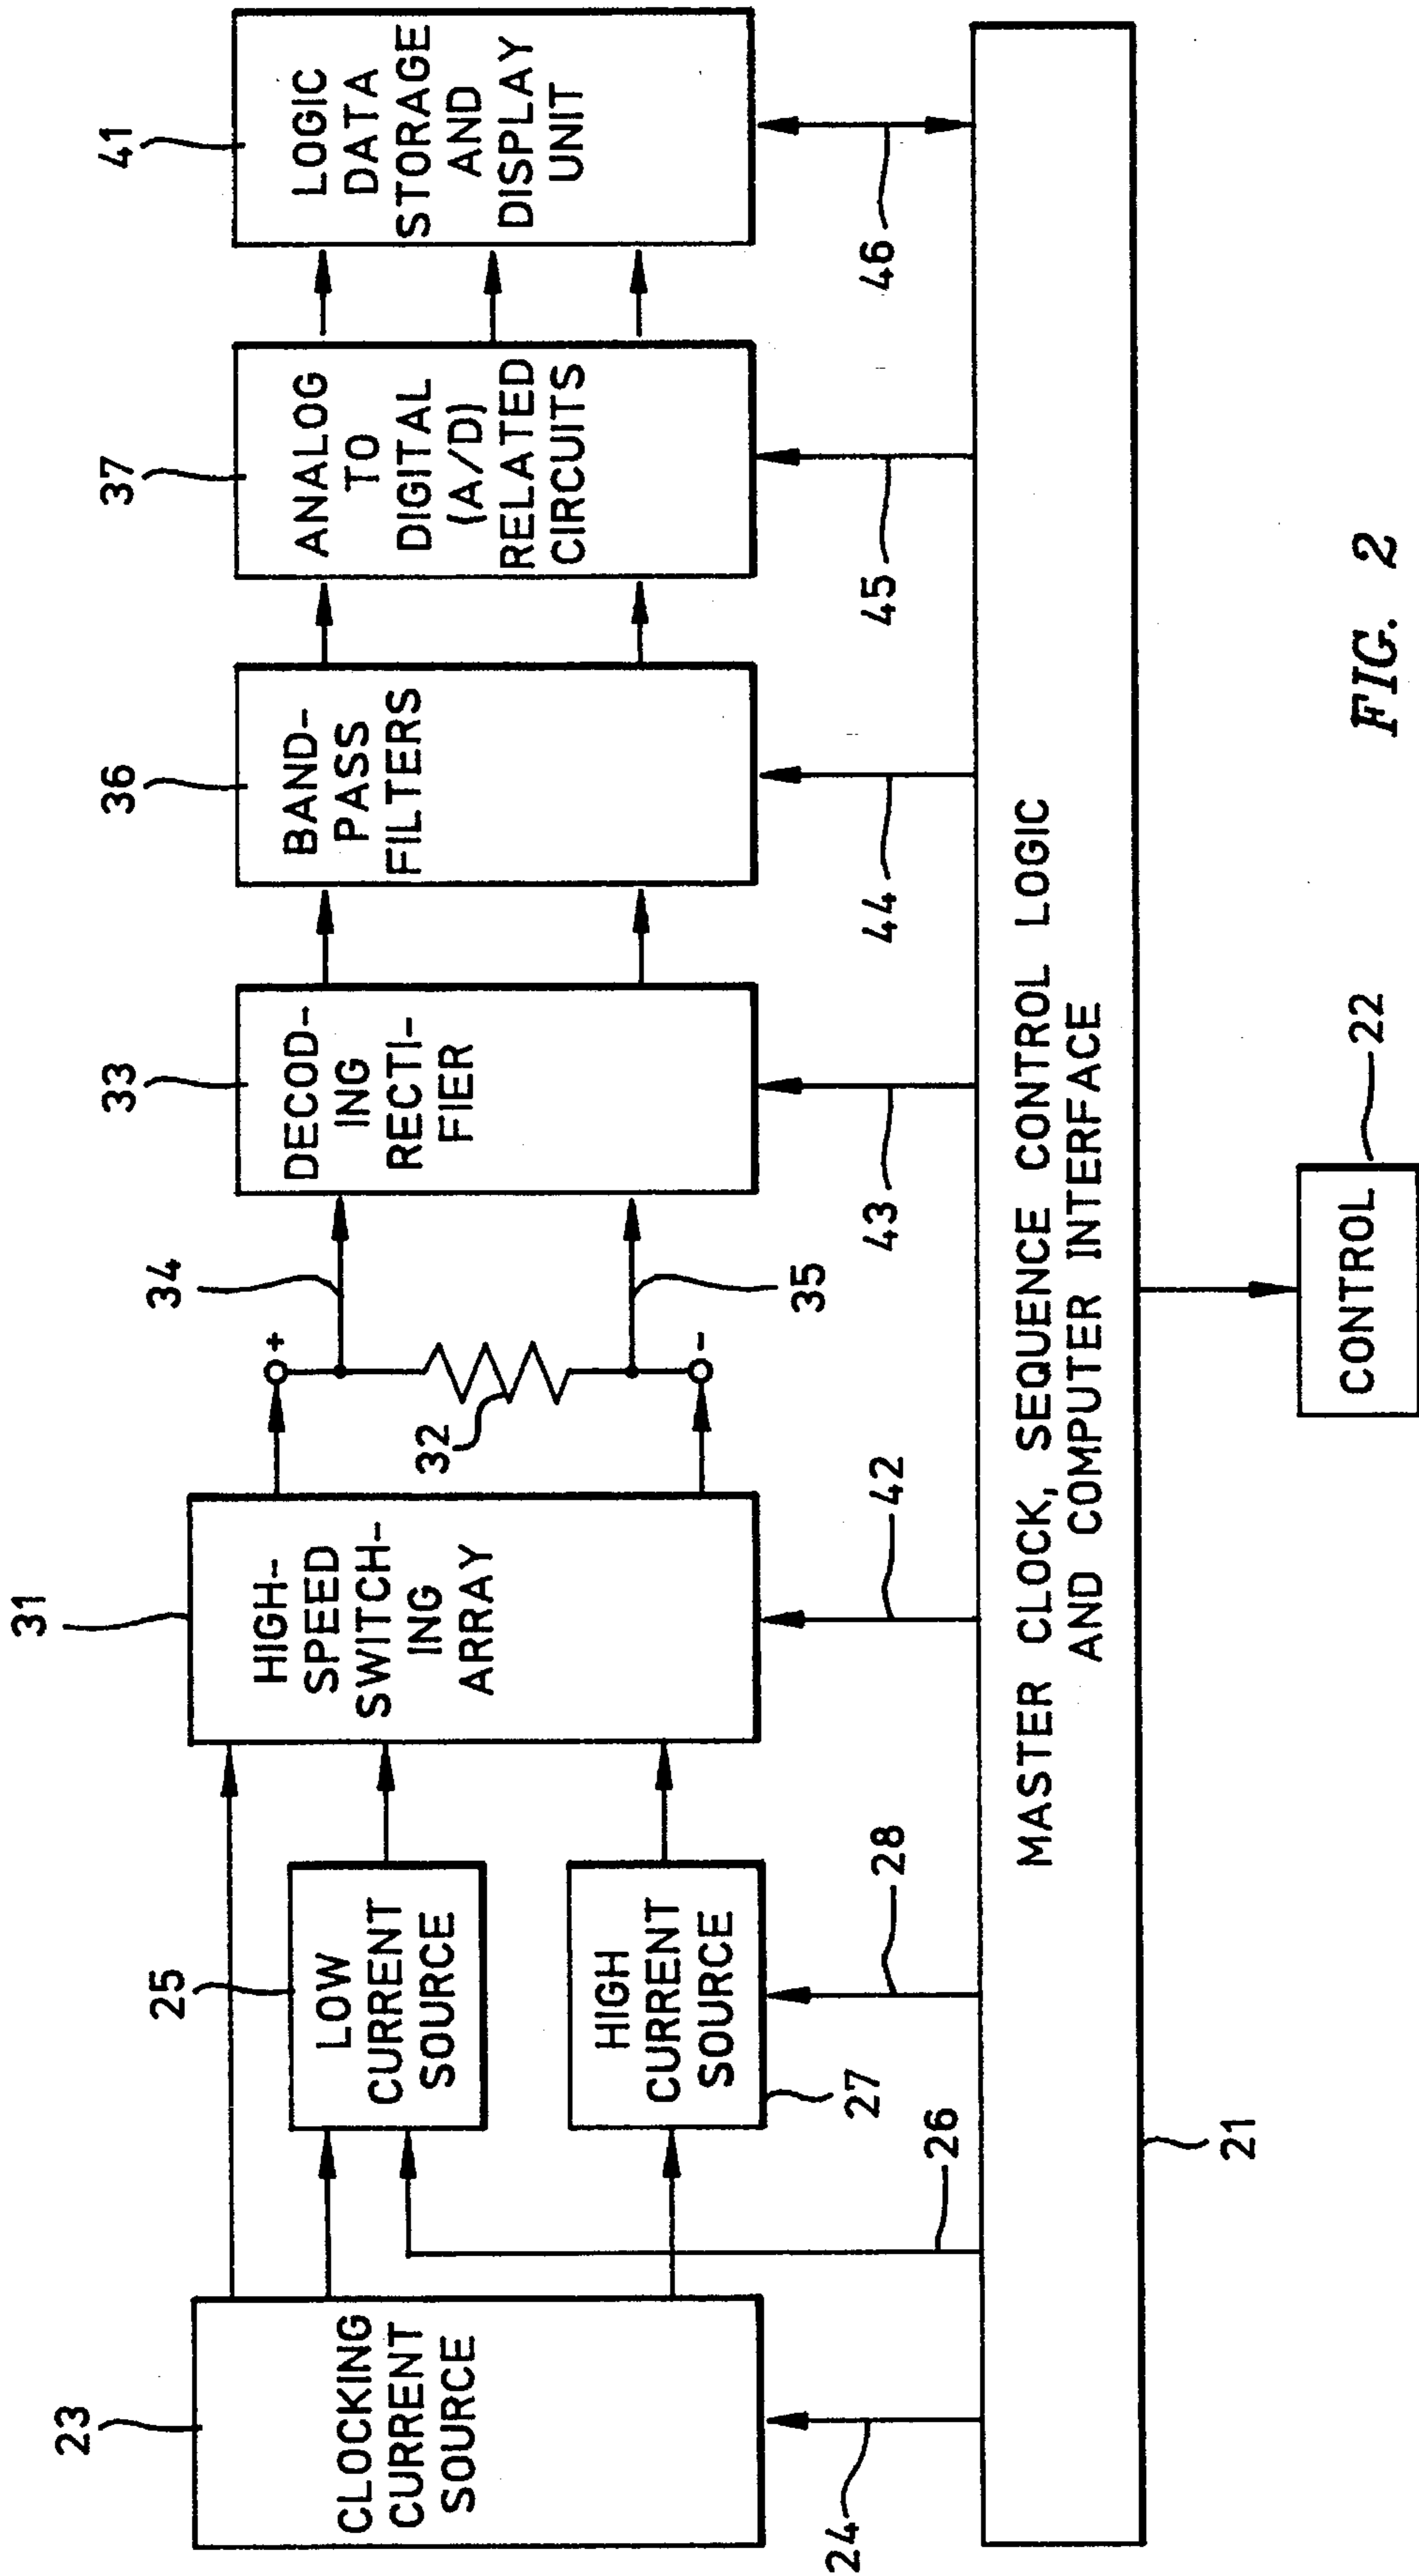 23
CLOCKING
CURRENT
SOURCE
24
25
LOW
CURRENT
SOURCE
26
HIGH
CURRENT
SOURCE
27
28
31
HIGH-
SPEED
SWITCH-
ING
ARRAY
42
+
32
-
34
35
33
DECOD-
ING
RECTI-
FIER
43
36
BAND-
PASS
FILTERS
44
37
ANALOG
TO
DIGITAL
(A/D)
RELATED
CIRCUITS
45
41
LOGIC
DATA
STORAGE
AND
DISPLAY
UNIT
46
MASTER CLOCK, SEQUENCE CONTROL LOGIC
AND COMPUTER INTERFACE
21
CONTROL
22
FIG. 2